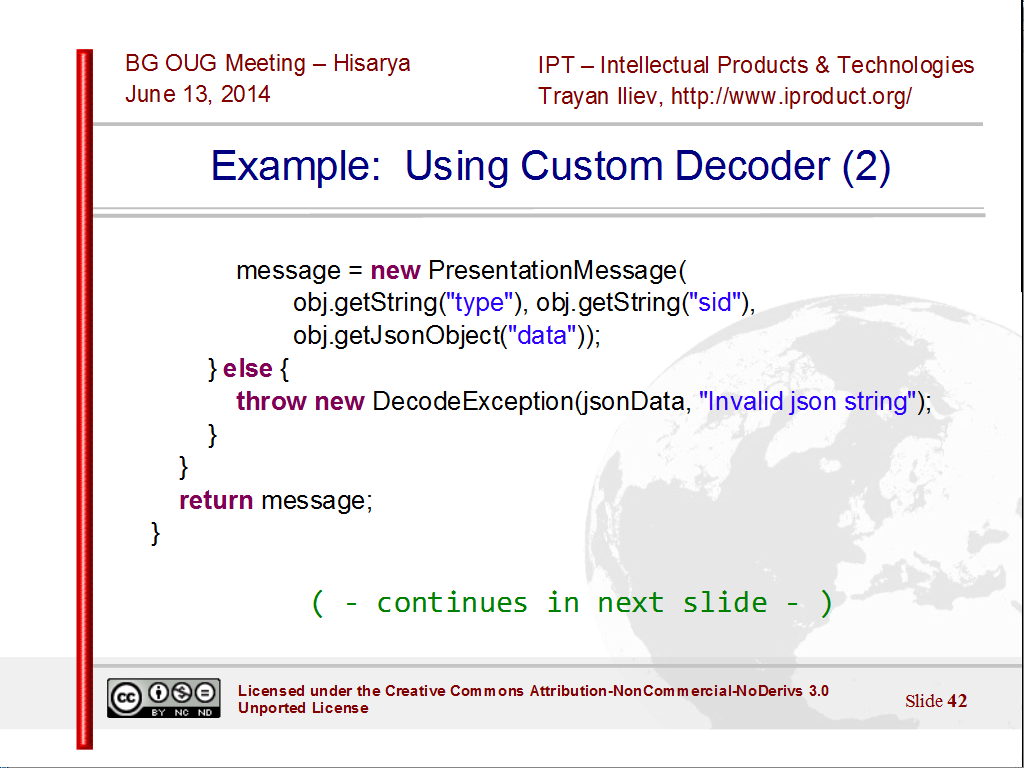 BG OUG Meeting – Hisarya
June 13, 2014
IPT – Intellectual Products & Technologies
Trayan Iliev, http://www.iproduct.org/
Example:  Using Custom Decoder (2)
message = new PresentationMessage(
obj.getString("type"), obj.getString("sid"),
obj.getJsonObject("data"));
} else {
throw new DecodeException(jsonData, "Invalid json string");
}
}
return message;
}
( - continues in next slide - )
cc
BY NC ND
Licensed under the Creative Commons Attribution-NonCommercial-NoDerivs 3.0
Unported License
Slide 42